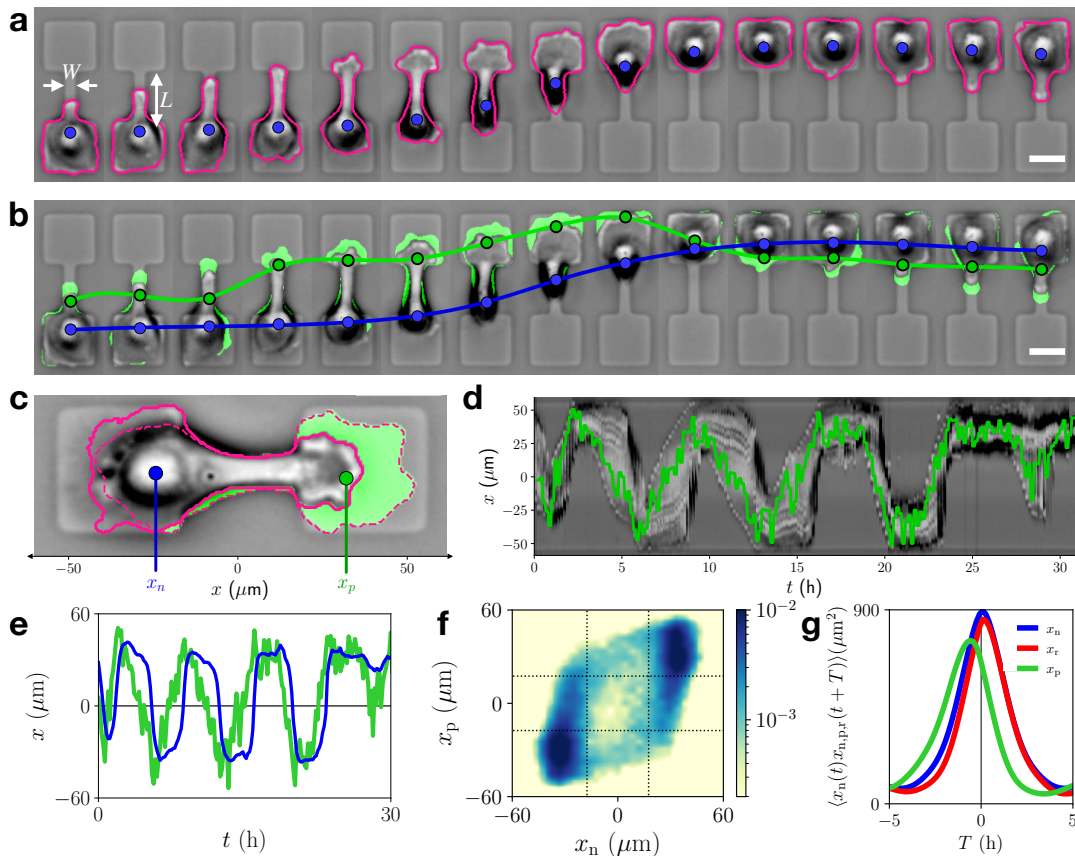 a
W
L
b
c
−50
0
50
x (μm)
x_n
x_p
d
50
25
0
−25
−50
x (μm)
0 5 10 15 20 25 30
t (h)
e
60
0
−60
x (μm)
0 30
t (h)
f
60
0
−60
x_p (μm)
−60 0 60
x_n (μm)
10^−2
10^−3
g
900
0
⟨x_n(t)x_n,p,r(t + T)⟩(μm²)
x_n
x_r
x_p
−5 0 5
T (h)